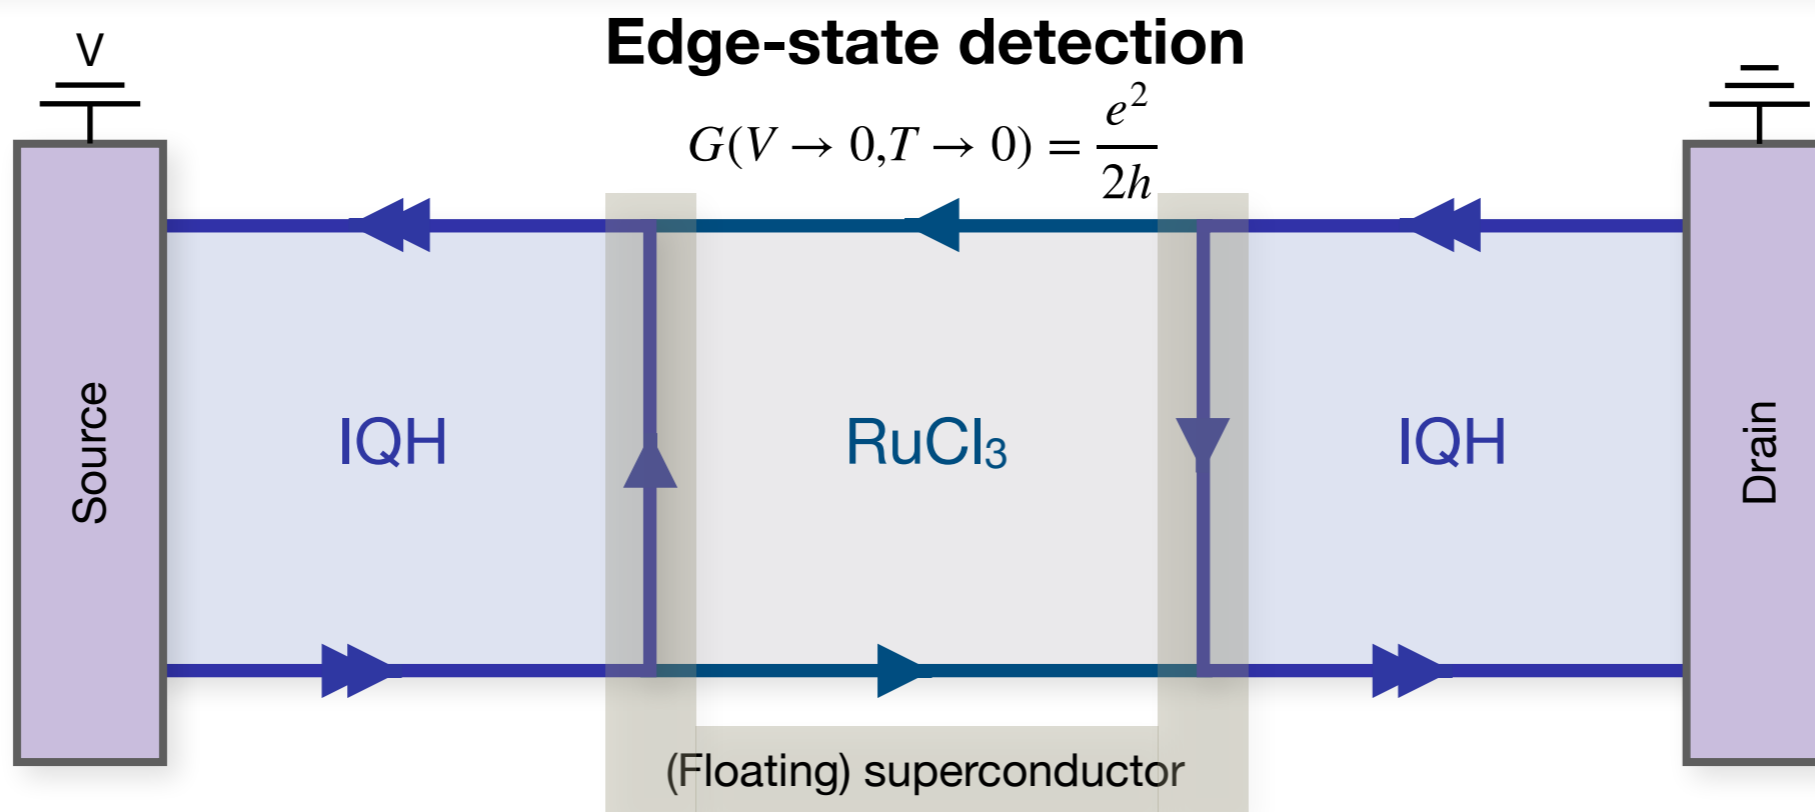 Edge-state detection
V
G(V → 0,T → 0) = e²/2h
Source
IQH
RuCl₃
IQH
Drain
(Floating) superconductor